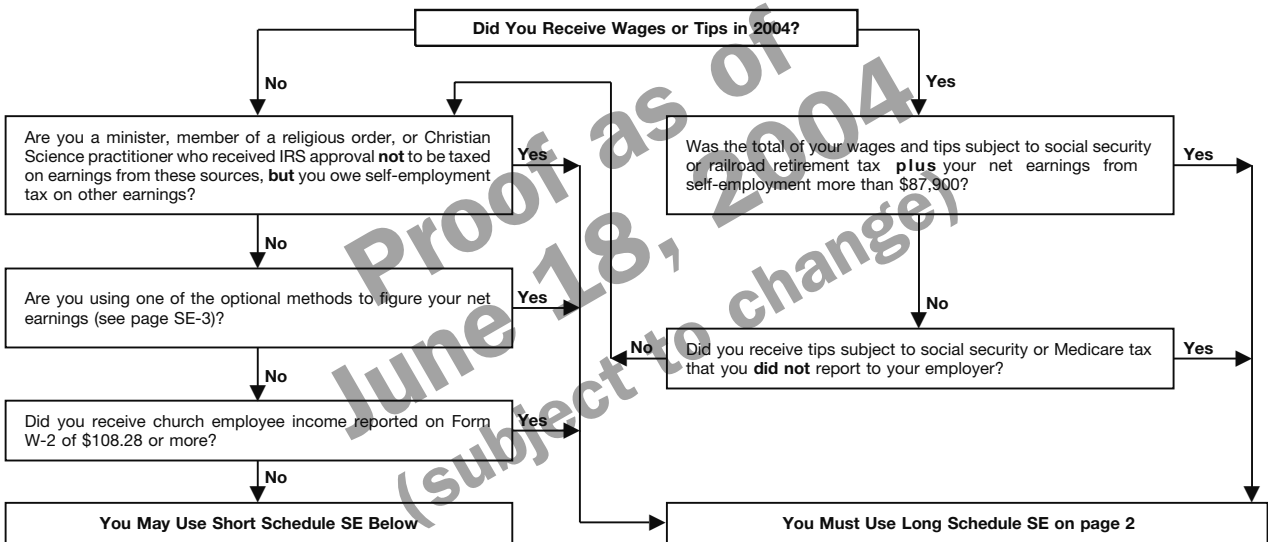 Did You Receive Wages or Tips in 2004?
No
Yes
Are you a minister, member of a religious order, or Christian
Science practitioner who received IRS approval not to be taxed
on earnings from these sources, but you owe self-employment
tax on other earnings?
Yes
Was the total of your wages and tips subject to social security
or railroad retirement tax plus your net earnings from
self-employment more than $87,900?
Yes
No
Are you using one of the optional methods to figure your net
earnings (see page SE-3)?
Yes
No
No
Did you receive tips subject to social security or Medicare tax
that you did not report to your employer?
Yes
No
Did you receive church employee income reported on Form
W-2 of $108.28 or more?
Yes
No
You May Use Short Schedule SE Below
You Must Use Long Schedule SE on page 2
Proof as of
June 18, 2004
(subject to change)